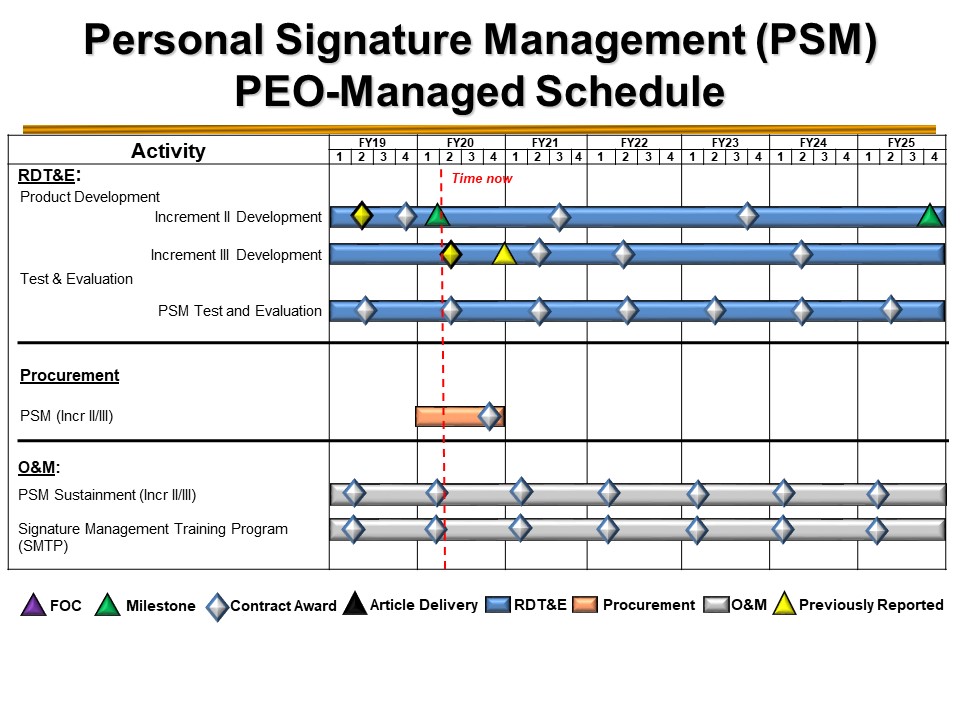 Personal Signature Management (PSM)
PEO-Managed Schedule
Activity
FY19 FY20 FY21 FY22 FY23 FY24 FY25
1 2 3 4 1 2 3 4 1 2 3 4 1 2 3 4 1 2 3 4 1 2 3 4 1 2 3 4
RDT&E:
Time now
Product Development
Increment II Development
Increment III Development
Test & Evaluation
PSM Test and Evaluation
Procurement
PSM (Incr II/III)
O&M:
PSM Sustainment (Incr II/III)
Signature Management Training Program
(SMTP)
FOC Milestone Contract Award Article Delivery RDT&E Procurement O&M Previously Reported